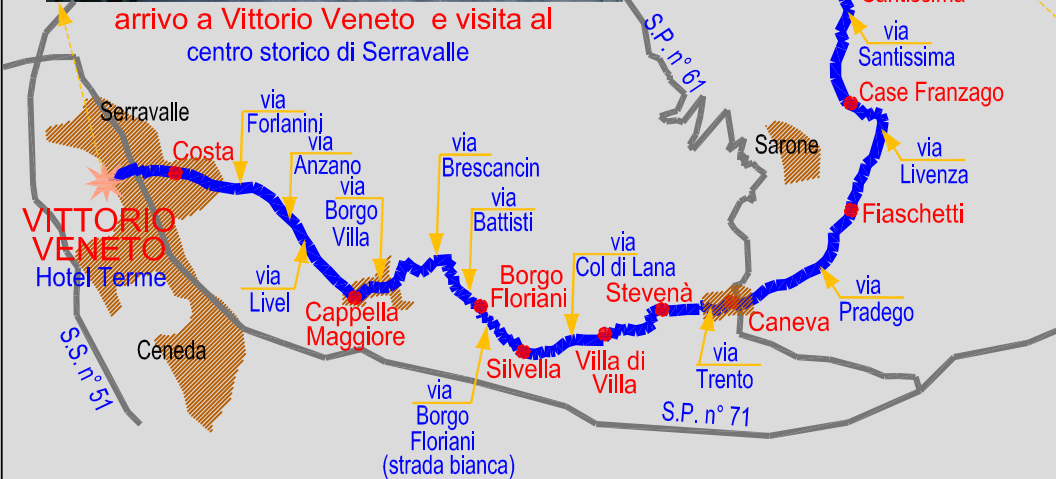 Santissima
arrivo a Vittorio Veneto e visita al
centro storico di Serravalle
S.P. n° 61
via
Santissima
Case Franzago
Serravalle
via
Forlanini
via
Anzano
Costa
via
Borgo
Villa
via
Brescancin
via
Battisti
Sarone
via
Livenza
Fiaschetti
VITTORIO
VENETO
Hotel Terme
via
Livel
Cappella
Maggiore
Borgo
Floriani
via
Col di Lana
Stevenà
Caneva
via
Pradego
Ceneda
S.S. n° 51
Silvella
Villa di
Villa
via
Trento
via
Borgo
Floriani
(strada bianca)
S.P. n° 71